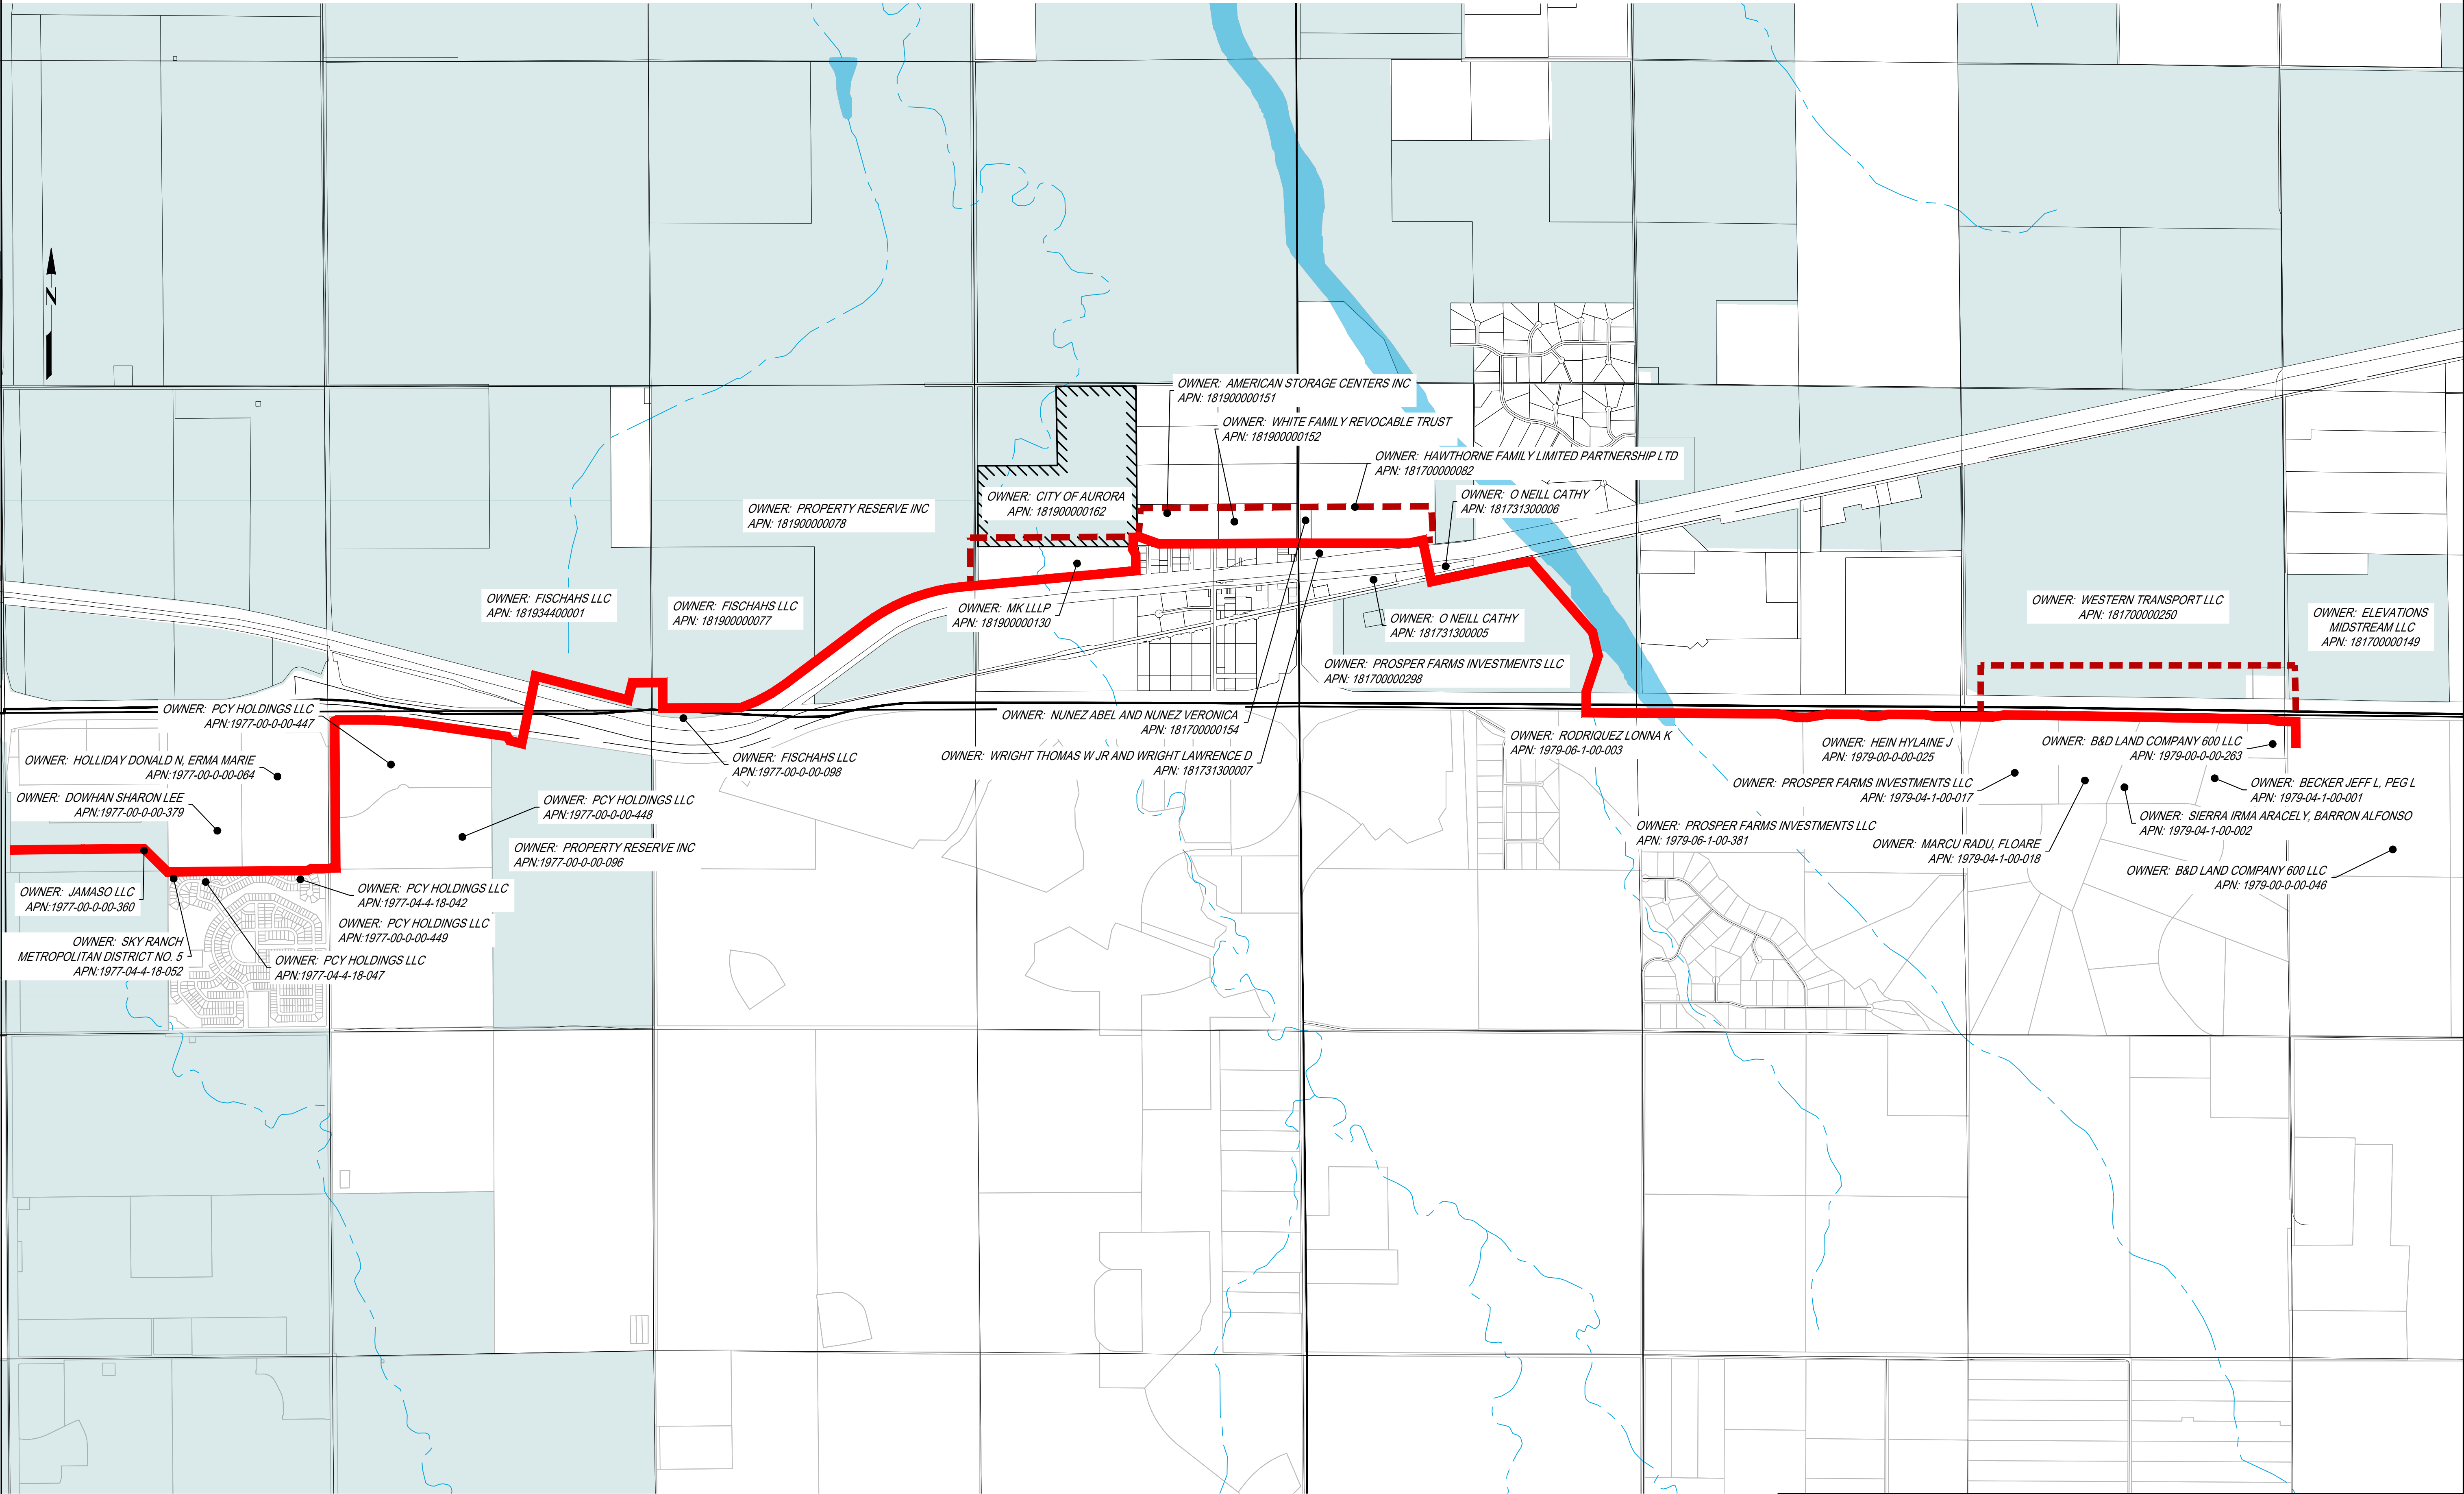 N
OWNER: AMERICAN STORAGE CENTERS INC
APN: 181900000151
OWNER: WHITE FAMILY REVOCABLE TRUST
APN: 181900000152
OWNER: HAWTHORNE FAMILY LIMITED PARTNERSHIP LTD
APN: 181700000082
OWNER: CITY OF AURORA
APN: 181900000162
OWNER: O NEILL CATHY
APN: 181731300006
OWNER: PROPERTY RESERVE INC
APN: 181900000078
OWNER: FISCHAHS LLC
APN: 181934400001
OWNER: FISCHAHS LLC
APN: 181900000077
OWNER: MK LLLP
APN: 181900000130
OWNER: O NEILL CATHY
APN: 181731300005
OWNER: WESTERN TRANSPORT LLC
APN: 181700000250
OWNER: ELEVATIONS
MIDSTREAM LLC
APN: 181700000149
OWNER: PROSPER FARMS INVESTMENTS LLC
APN: 181700000298
OWNER: PCY HOLDINGS LLC
APN:1977-00-0-00-447
OWNER: NUNEZ ABEL AND NUNEZ VERONICA
APN: 181700000154
OWNER: RODRIQUEZ LONNA K
APN: 1979-06-1-00-003
OWNER: HEIN HYLAINE J
APN: 1979-00-0-00-025
OWNER: B&D LAND COMPANY 600 LLC
APN: 1979-00-0-00-263
OWNER: HOLLIDAY DONALD N, ERMA MARIE
APN:1977-00-0-00-064
OWNER: FISCHAHS LLC
APN:1977-00-0-00-098
OWNER: WRIGHT THOMAS W JR AND WRIGHT LAWRENCE D
APN: 181731300007
OWNER: PROSPER FARMS INVESTMENTS LLC
APN: 1979-04-1-00-017
OWNER: BECKER JEFF L, PEG L
APN: 1979-04-1-00-001
OWNER: DOWHAN SHARON LEE
APN:1977-00-0-00-379
OWNER: PCY HOLDINGS LLC
APN:1977-00-0-00-448
OWNER: SIERRA IRMA ARACELY, BARRON ALFONSO
APN: 1979-04-1-00-002
OWNER: PROSPER FARMS INVESTMENTS LLC
APN: 1979-06-1-00-381
OWNER: PROPERTY RESERVE INC
APN:1977-00-0-00-096
OWNER: MARCU RADU, FLOARE
APN: 1979-04-1-00-018
OWNER: B&D LAND COMPANY 600 LLC
APN: 1979-00-0-00-046
OWNER: JAMASO LLC
APN:1977-00-0-00-360
OWNER: PCY HOLDINGS LLC
APN:1977-04-4-18-042
OWNER: PCY HOLDINGS LLC
APN:1977-00-0-00-449
OWNER: SKY RANCH
METROPOLITAN DISTRICT NO. 5
APN:1977-04-4-18-052
OWNER: PCY HOLDINGS LLC
APN:1977-04-4-18-047